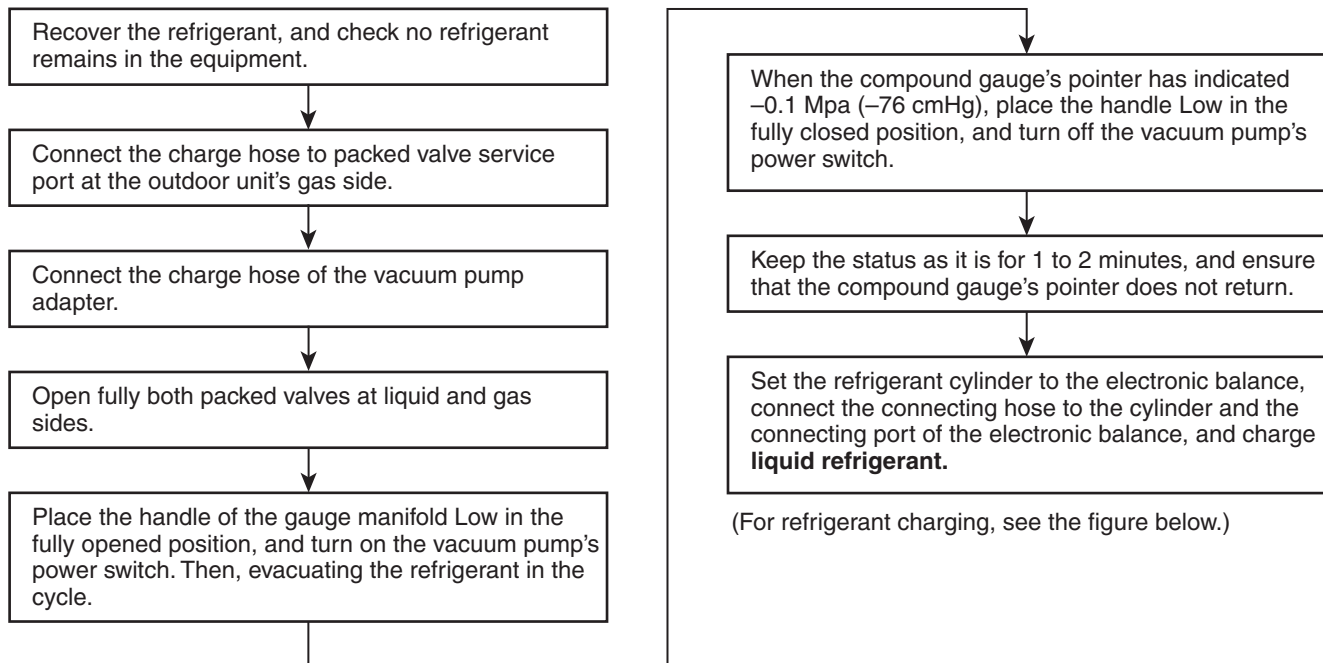 Recover the refrigerant, and check no refrigerant
remains in the equipment.
Connect the charge hose to packed valve service
port at the outdoor unit's gas side.
Connect the charge hose of the vacuum pump
adapter.
Open fully both packed valves at liquid and gas
sides.
Place the handle of the gauge manifold Low in the
fully opened position, and turn on the vacuum pump's
power switch. Then, evacuating the refrigerant in the
cycle.
When the compound gauge's pointer has indicated
–0.1 Mpa (–76 cmHg), place the handle Low in the
fully closed position, and turn off the vacuum pump's
power switch.
Keep the status as it is for 1 to 2 minutes, and ensure
that the compound gauge's pointer does not return.
Set the refrigerant cylinder to the electronic balance,
connect the connecting hose to the cylinder and the
connecting port of the electronic balance, and charge
liquid refrigerant.
(For refrigerant charging, see the figure below.)